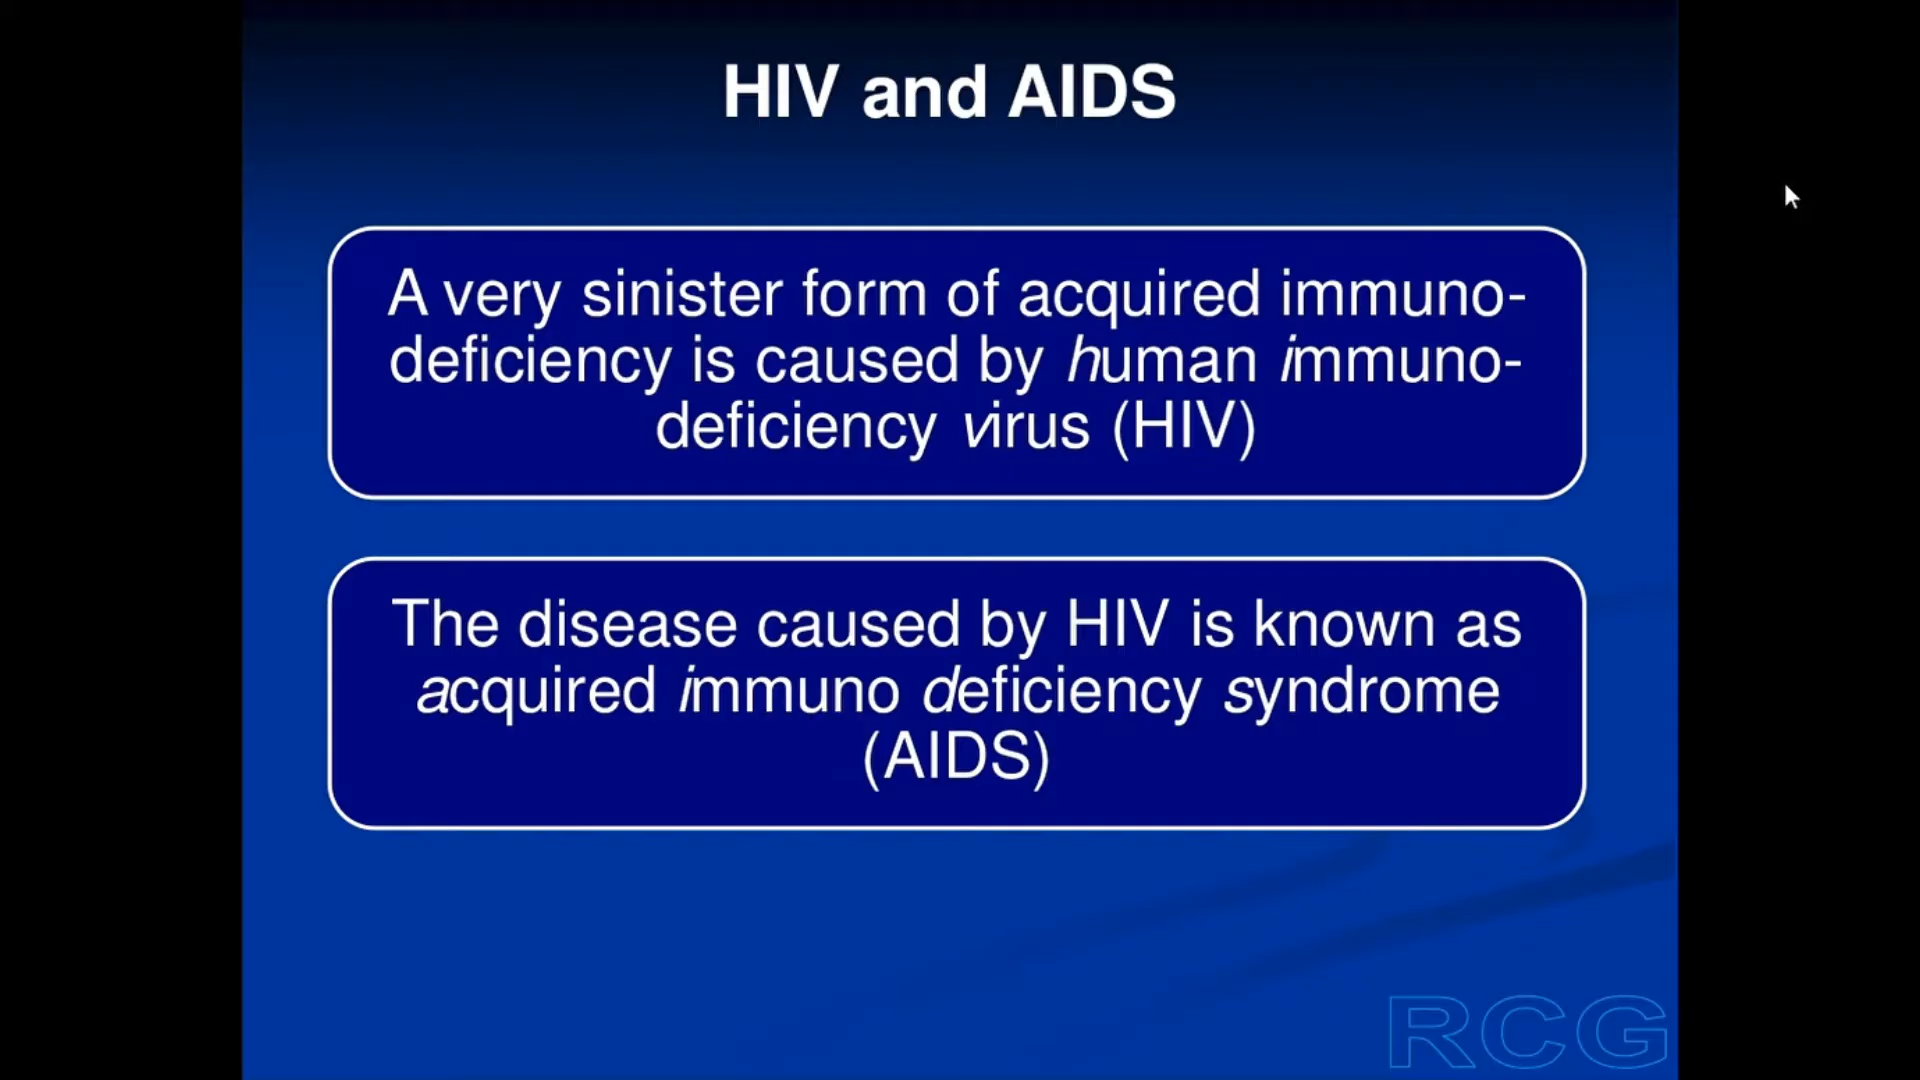 HIV and AIDS
A very sinister form of acquired immuno-
deficiency is caused by human immuno-
deficiency virus (HIV)
The disease caused by HIV is known as
acquired immuno deficiency syndrome
(AIDS)
RCG